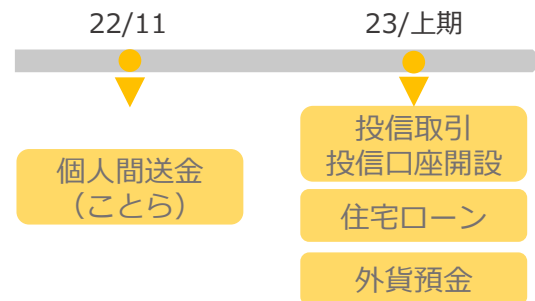 22/11
23/上期
個人間送金
（ことら）
投信取引
投信口座開設
住宅ローン
外貨預金